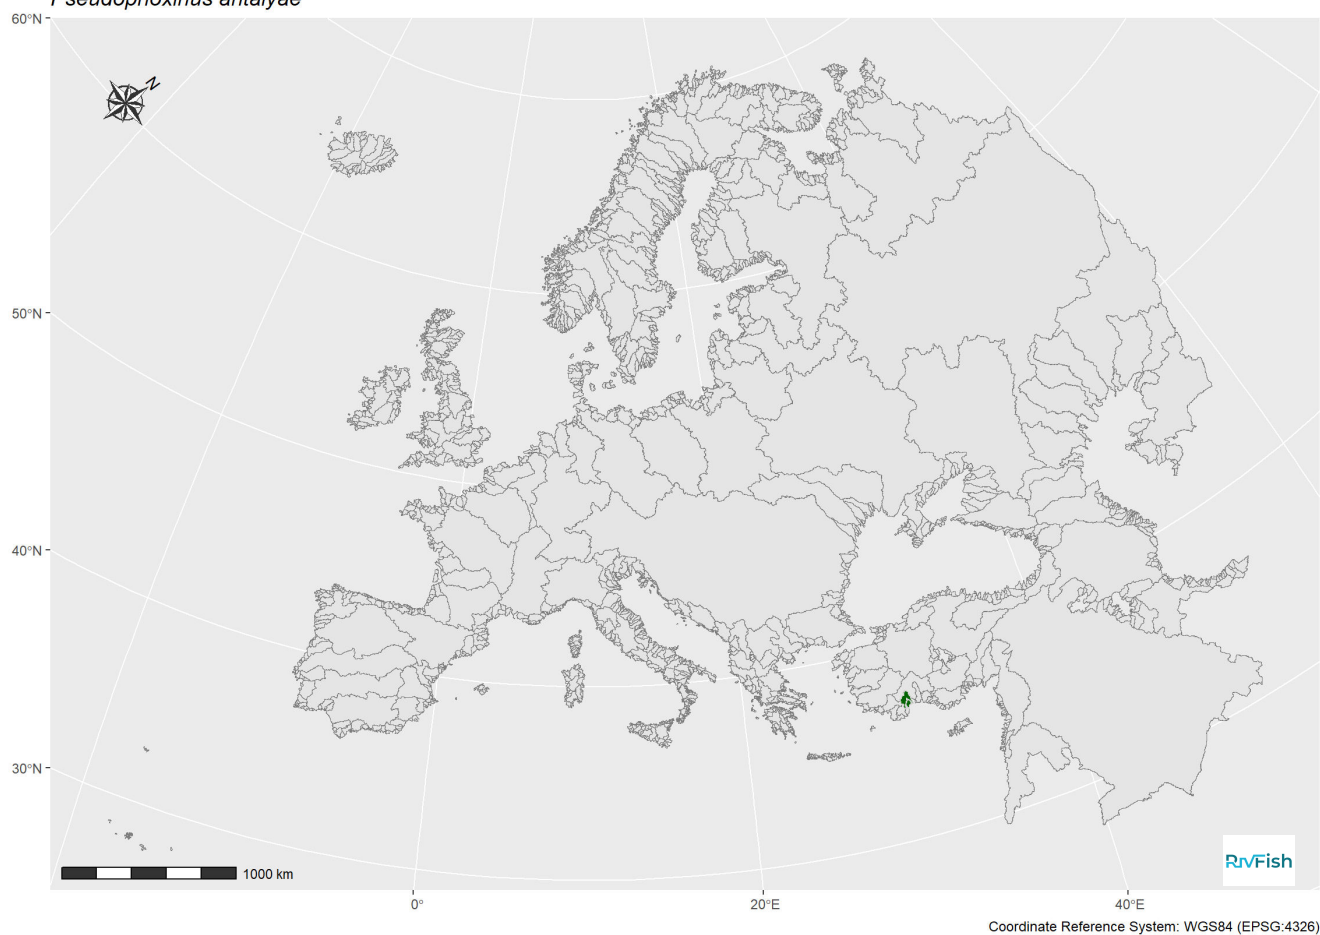 Pseudophoxinus antalyae
60°N
N
50°N
40°N
30°N
1000 km
RIVFish
0°
20°E
40°E
Coordinate Reference System: WGS84 (EPSG:4326)